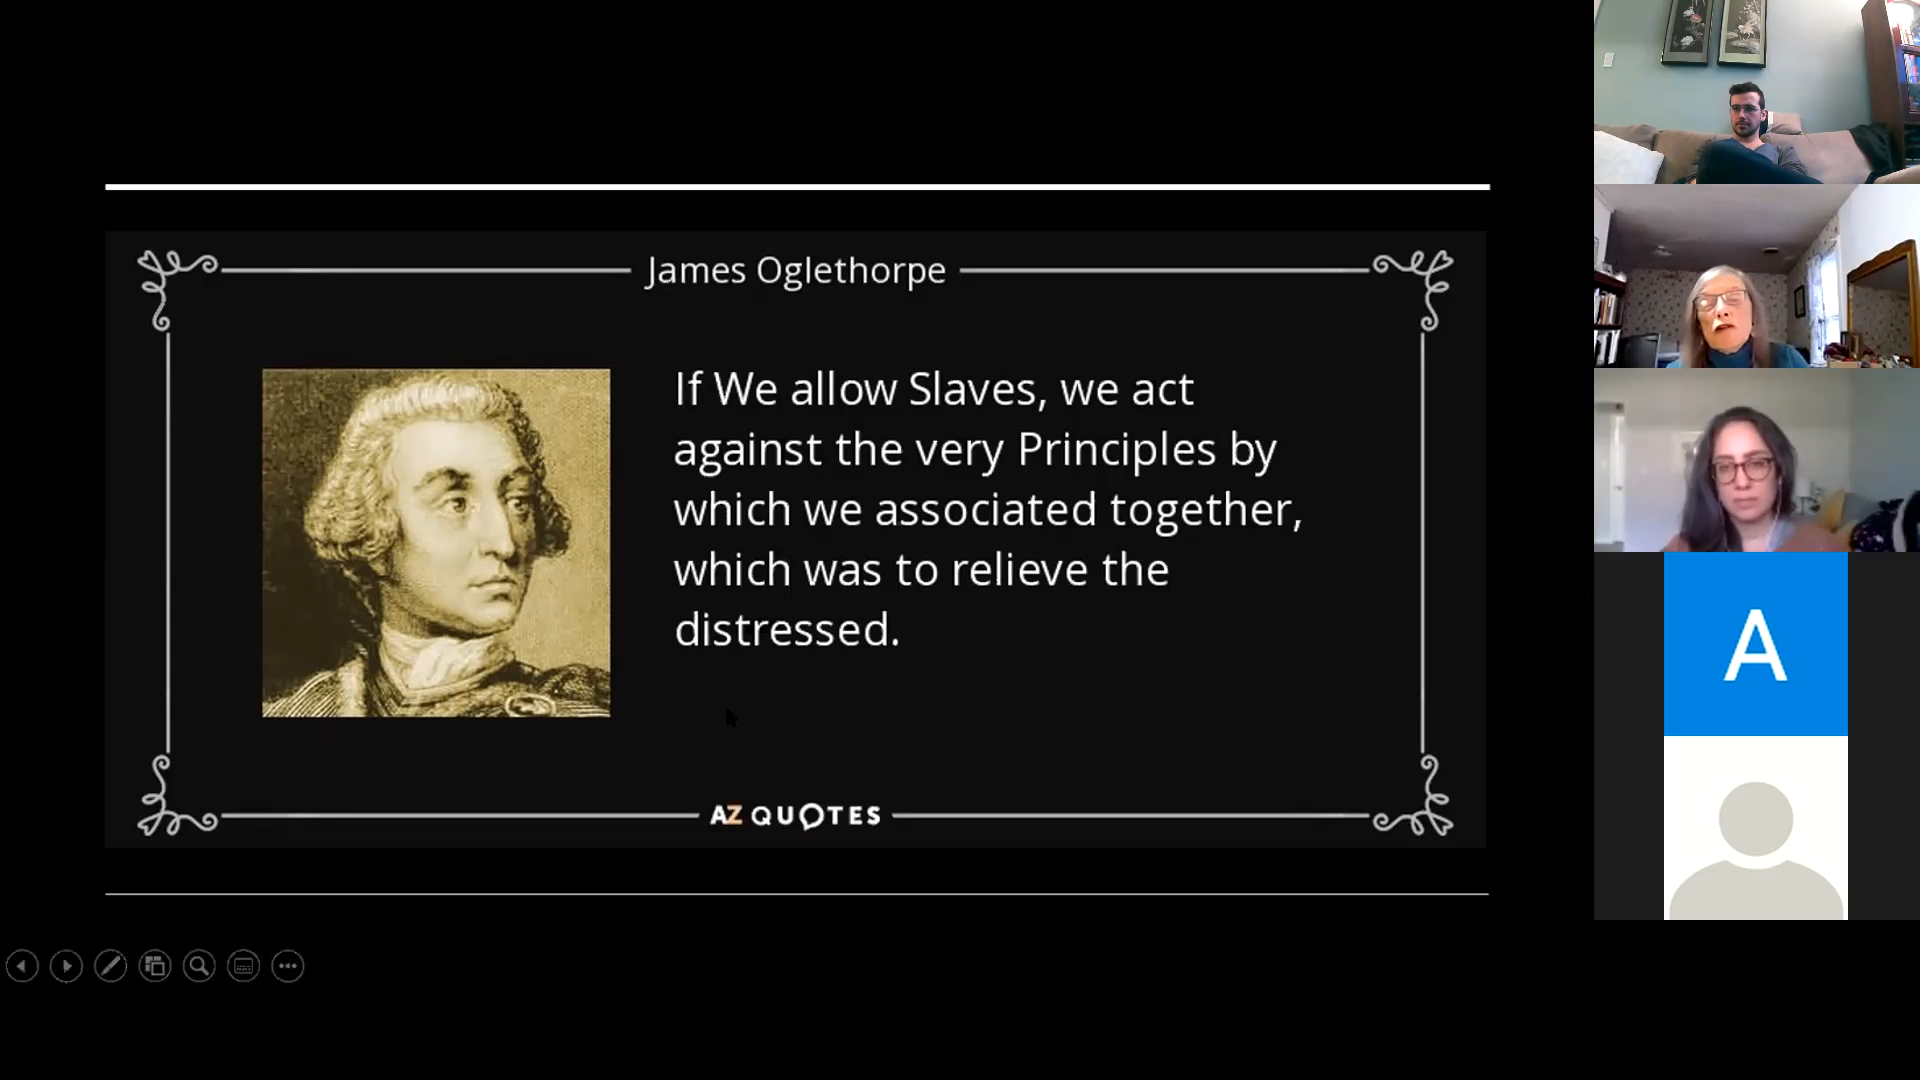 James Oglethorpe
If We allow Slaves, we act
against the very Principles by
which we associated together,
which was to relieve the
distressed.
AZ QUOTES
A